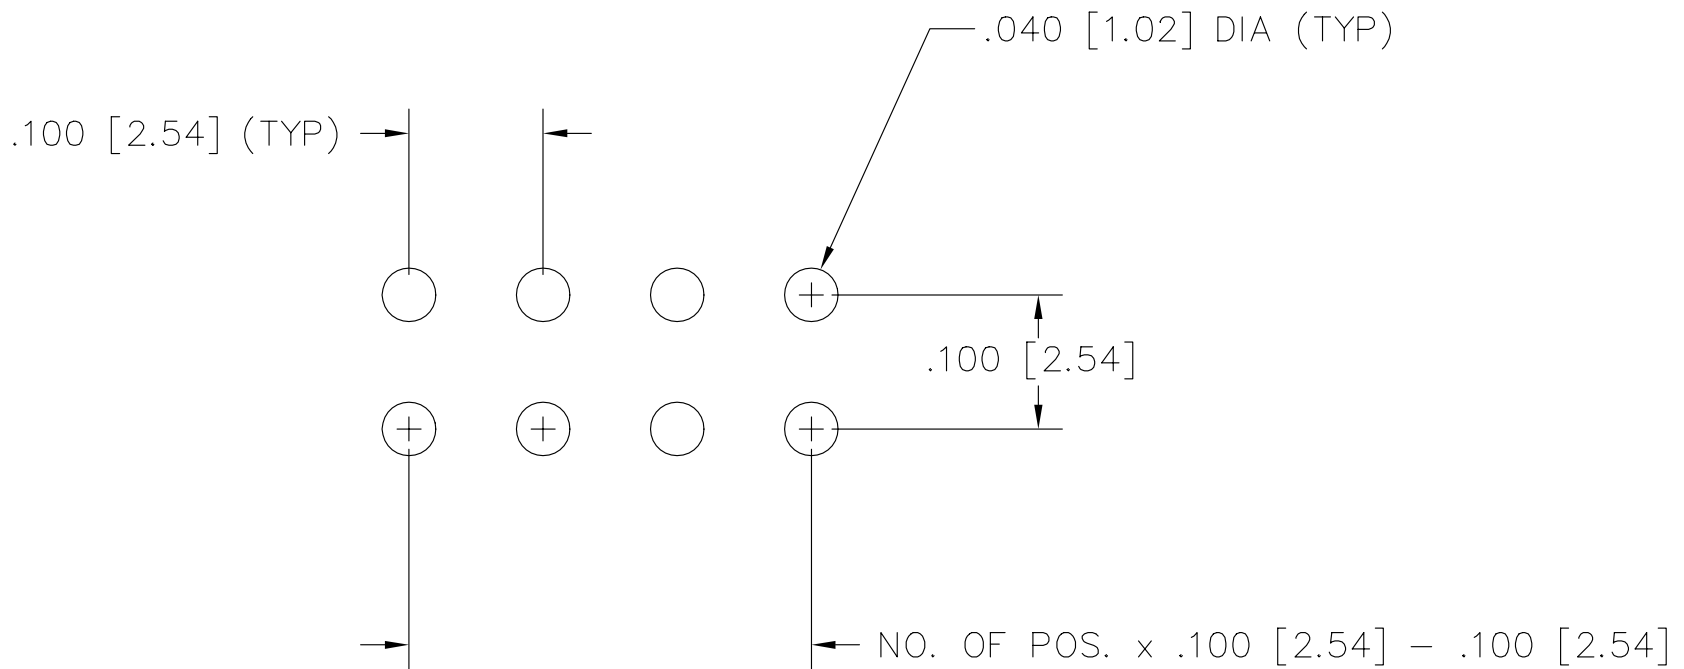 .040 [1.02] DIA (TYP)
.100 [2.54] (TYP)
.100 [2.54]
NO. OF POS. x .100 [2.54] – .100 [2.54]